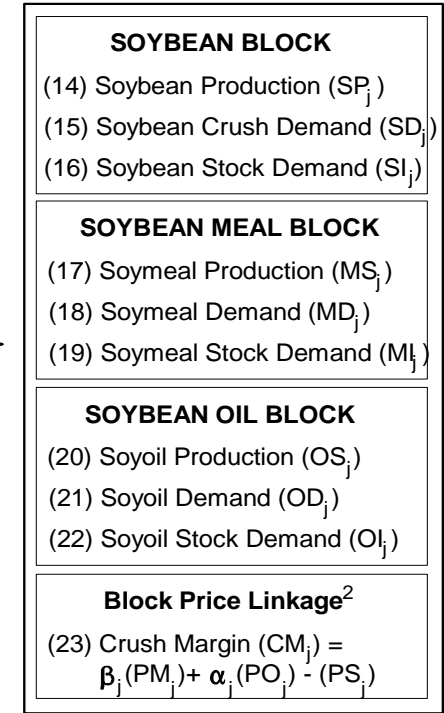 SOYBEAN BLOCK
(14) Soybean Production (SPj)
(15) Soybean Crush Demand (SDj)
(16) Soybean Stock Demand (SIj)
SOYBEAN MEAL BLOCK
(17) Soymeal Production (MSj)
(18) Soymeal Demand (MDj)
(19) Soymeal Stock Demand (MIj)
SOYBEAN OIL BLOCK
(20) Soyoil Production (OSj)
(21) Soyoil Demand (ODj)
(22) Soyoil Stock Demand (OIj)
Block Price Linkage²
(23) Crush Margin (CMj) =
βj(PMj)+ αj(POj) - (PSj)